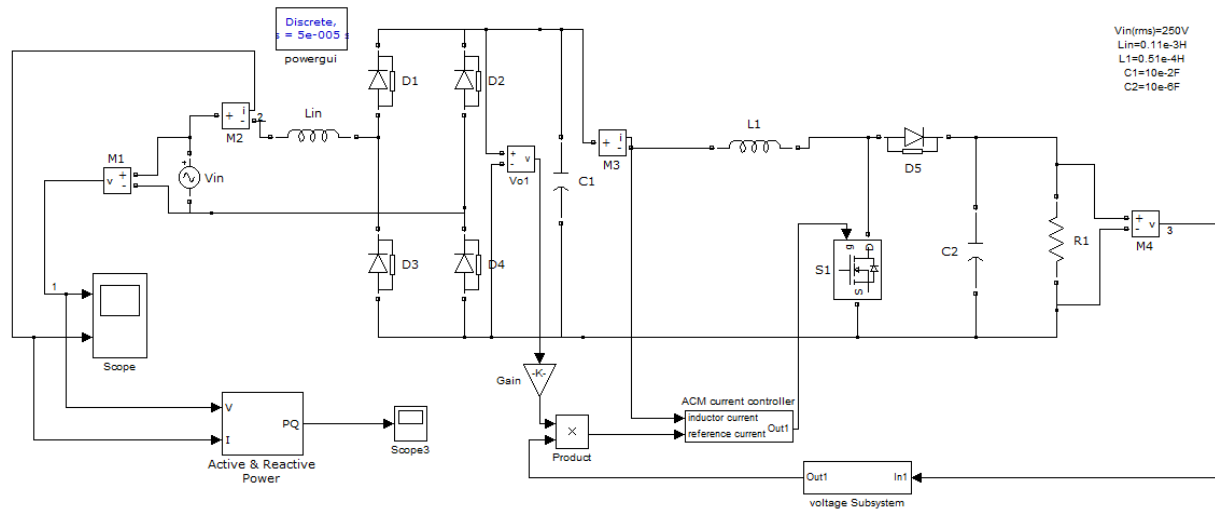 Discrete,
s = 5e-005 s
powergui
Vin(rms)=250V
Lin=0.11e-3H
L1=0.51e-4H
C1=10e-2F
C2=10e-6F
D1
D2
+
i
2
M2
Lin
L1
M1
v
+
-
+
Vin
+
-
v
Vo1
C1
+
i
M3
D5
D3
D4
S1
g
D
S
C2
R1
+
-
v
3
M4
1
Scope
Gain
-K-
V
I
PQ
Active & Reactive
Power
Scope3
×
Product
ACM current controller
inductor current
reference current
Out1
Out1
In1
voltage Subsystem